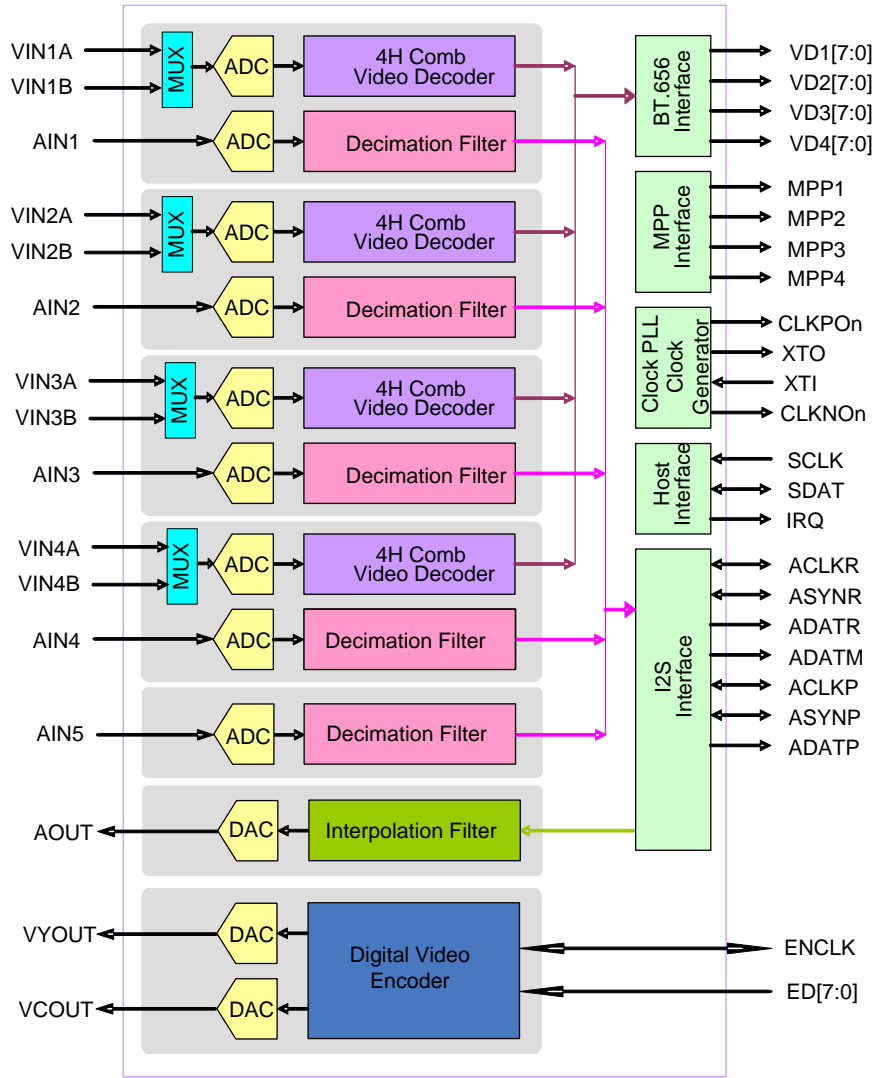 VIN1A
VIN1B
MUX
ADC
4H Comb
Video Decoder
AIN1
ADC
Decimation Filter
VIN2A
VIN2B
MUX
ADC
4H Comb
Video Decoder
AIN2
ADC
Decimation Filter
VIN3A
VIN3B
MUX
ADC
4H Comb
Video Decoder
AIN3
ADC
Decimation Filter
VIN4A
VIN4B
MUX
ADC
4H Comb
Video Decoder
AIN4
ADC
Decimation Filter
AIN5
ADC
Decimation Filter
AOUT
DAC
Interpolation Filter
VYOUT
DAC
VCOUT
DAC
Digital Video
Encoder
BT.656
Interface
VD1[7:0]
VD2[7:0]
VD3[7:0]
VD4[7:0]
MPP
Interface
MPP1
MPP2
MPP3
MPP4
Clock PLL
Clock
Generator
CLKPOn
XTO
XTI
CLKNOn
Host
Interface
SCLK
SDAT
IRQ
I2S
Interface
ACLKR
ASYNR
ADATR
ADATM
ACLKP
ASYNP
ADATP
ENCLK
ED[7:0]